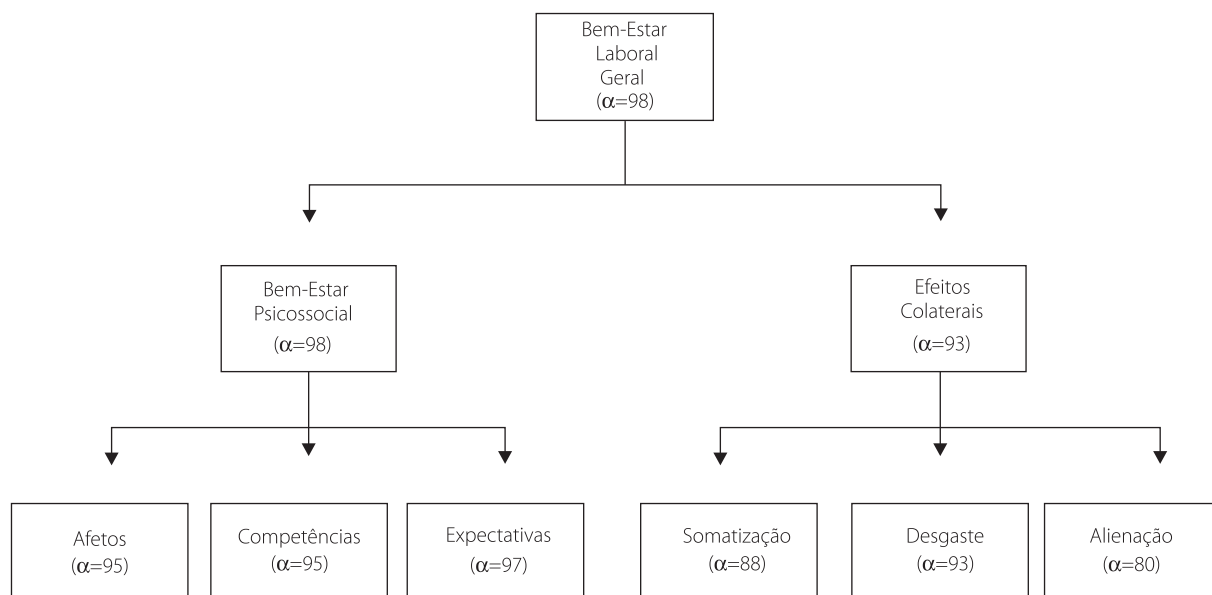 Bem-Estar
Laboral
Geral
(α=98)
Bem-Estar
Psicossocial
(α=98)
Efeitos
Colaterais
(α=93)
Afetos
(α=95)
Competências
(α=95)
Expectativas
(α=97)
Somatização
(α=88)
Desgaste
(α=93)
Alienação
(α=80)